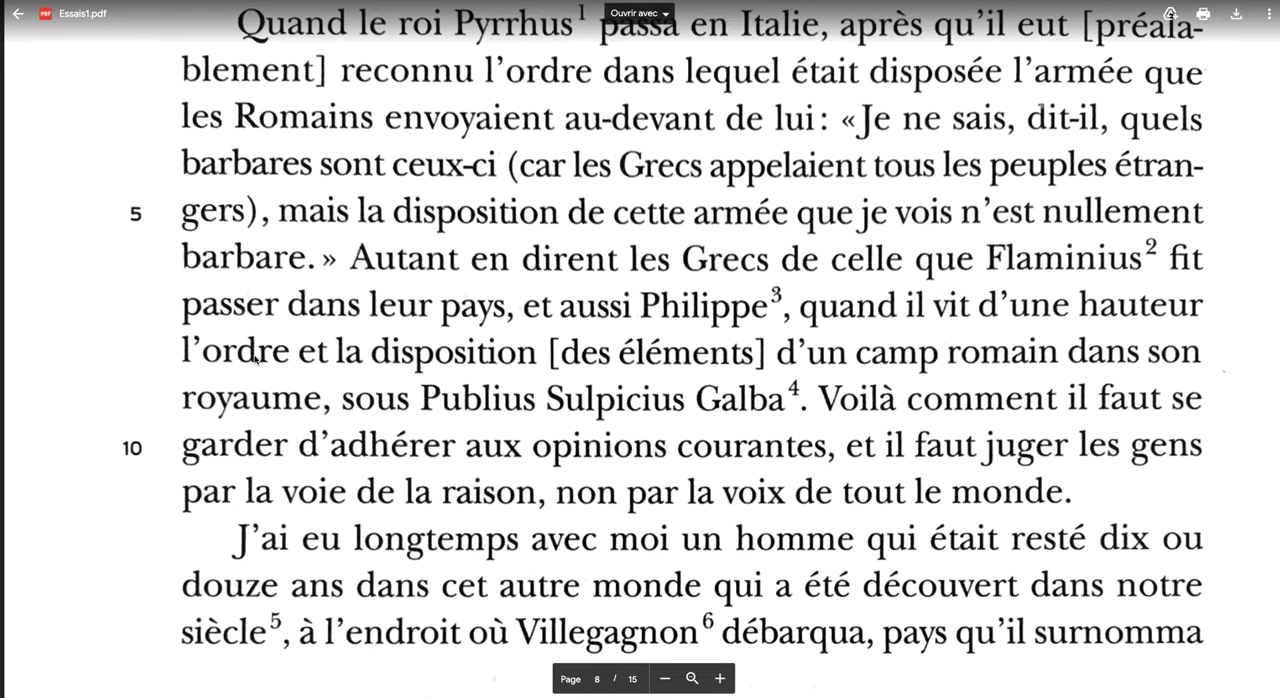 Essais1.pdf
Ouvrir avec
Quand le roi Pyrrhus1 passa en Italie, après qu'il eut [préala-
blement] reconnu l'ordre dans lequel était disposée l'armée que
les Romains envoyaient au-devant de lui : «Je ne sais, dit-il, quels
barbares sont ceux-ci (car les Grecs appelaient tous les peuples étran-
5 gers), mais la disposition de cette armée que je vois n'est nullement
barbare. » Autant en dirent les Grecs de celle que Flaminius2 fit
passer dans leur pays, et aussi Philippe3, quand il vit d'une hauteur
l'ordre et la disposition [des éléments] d'un camp romain dans son
royaume, sous Publius Sulpicius Galba4. Voilà comment il faut se
10 garder d'adhérer aux opinions courantes, et il faut juger les gens
par la voie de la raison, non par la voix de tout le monde.
J'ai eu longtemps avec moi un homme qui était resté dix ou
douze ans dans cet autre monde qui a été découvert dans notre
siècle5, à l'endroit où Villegagnon6 débarqua, pays qu'il surnomma
Page 8 / 15